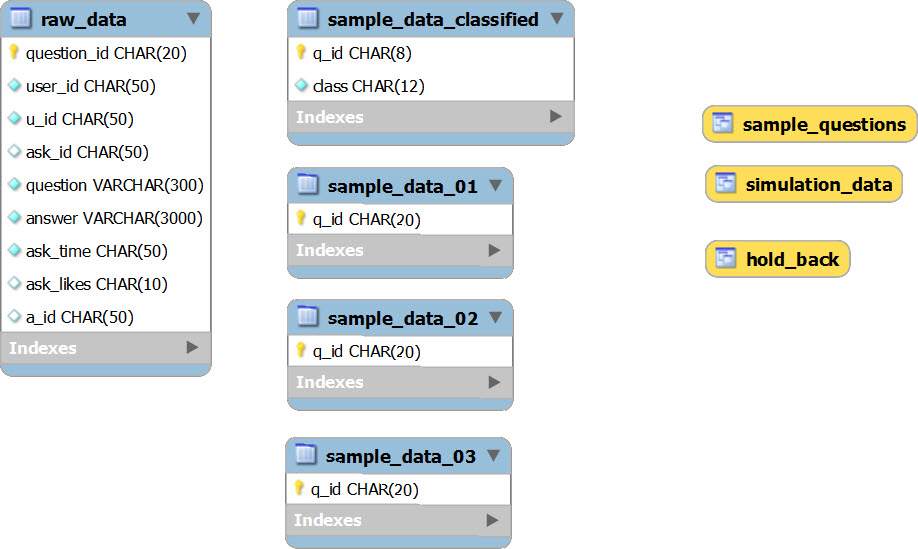 raw_data
question_id CHAR(20)
user_id CHAR(50)
u_id CHAR(50)
ask_id CHAR(50)
question VARCHAR(300)
answer VARCHAR(3000)
ask_time CHAR(50)
ask_likes CHAR(10)
a_id CHAR(50)
Indexes
sample_data_classified
q_id CHAR(8)
class CHAR(12)
Indexes
sample_data_01
q_id CHAR(20)
Indexes
sample_data_02
q_id CHAR(20)
Indexes
sample_data_03
q_id CHAR(20)
Indexes
sample_questions
simulation_data
hold_back